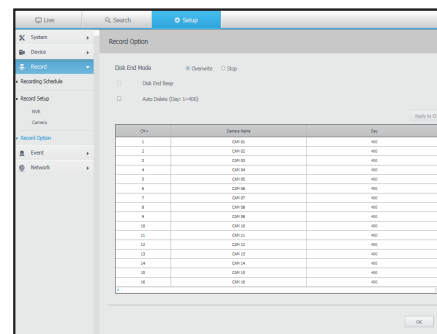 Live
Search
Setup
System
Device
Record
Recording Schedule
Record Setup
NVR
Camera
Record Option
Event
Network
Record Option
Disk End Mode
Overwrite
Stop
Disk End Beep
Auto Delete (Day: 1~400)
Apply to Ch
CH
Camera Name
Day
1 CAM 01 400
2 CAM 02 400
3 CAM 03 400
4 CAM 04 400
5 CAM 05 400
6 CAM 06 400
7 CAM 07 400
8 CAM 08 400
9 CAM 09 400
10 CAM 10 400
11 CAM 11 400
12 CAM 12 400
13 CAM 13 400
14 CAM 14 400
15 CAM 15 400
16 CAM 16 400
OK